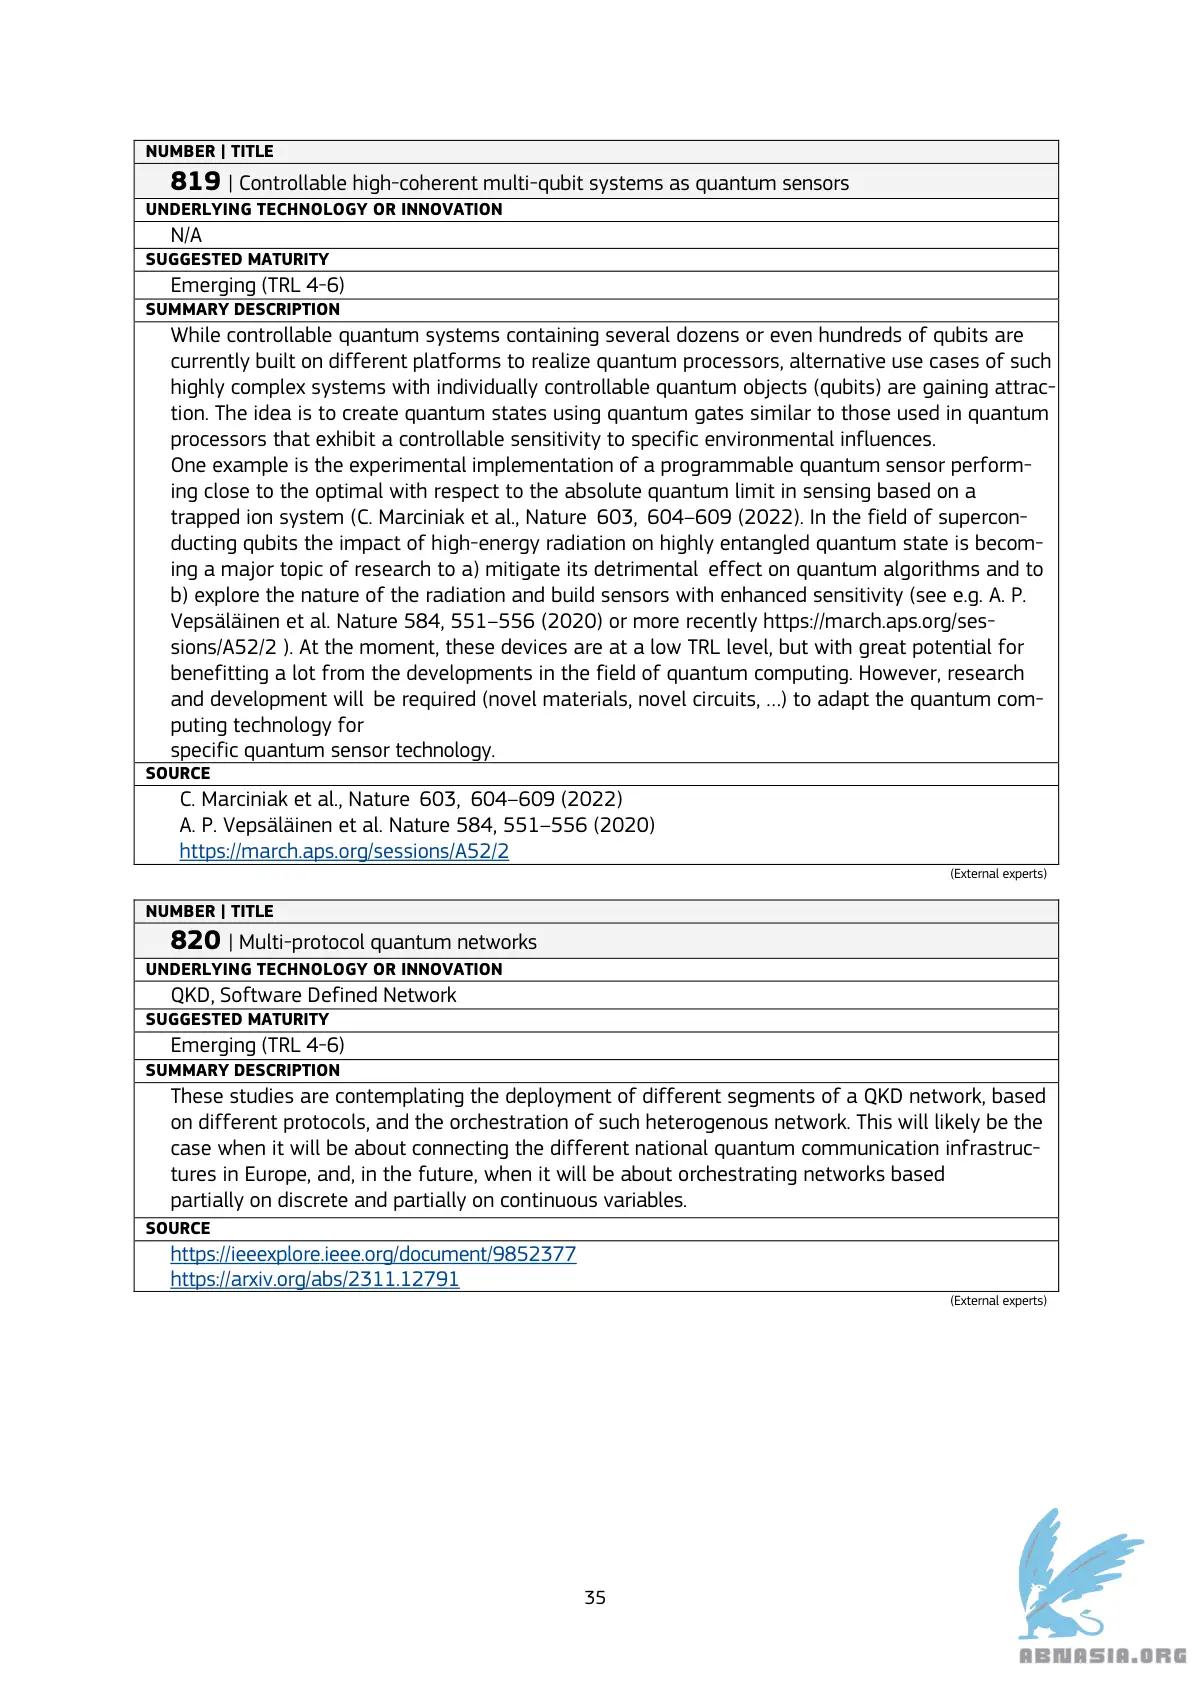 NUMBER | TITLE
819 | Controllable high-coherent multi-qubit systems as quantum sensors
UNDERLYING TECHNOLOGY OR INNOVATION
N/A
SUGGESTED MATURITY
Emerging (TRL 4-6)
SUMMARY DESCRIPTION
While controllable quantum systems containing several dozens or even hundreds of qubits are
currently built on different platforms to realize quantum processors, alternative use cases of such
highly complex systems with individually controllable quantum objects (qubits) are gaining attrac-
tion. The idea is to create quantum states using quantum gates similar to those used in quantum
processors that exhibit a controllable sensitivity to specific environmental influences.
One example is the experimental implementation of a programmable quantum sensor perform-
ing close to the optimal with respect to the absolute quantum limit in sensing based on a
trapped ion system (C. Marciniak et al., Nature 603, 604–609 (2022). In the field of supercon-
ducting qubits the impact of high-energy radiation on highly entangled quantum state is becom-
ing a major topic of research to a) mitigate its detrimental effect on quantum algorithms and to
b) explore the nature of the radiation and build sensors with enhanced sensitivity (see e.g. A. P.
Vepsäläinen et al. Nature 584, 551–556 (2020) or more recently https://march.aps.org/ses-
sions/A52/2 ). At the moment, these devices are at a low TRL level, but with great potential for
benefitting a lot from the developments in the field of quantum computing. However, research
and development will be required (novel materials, novel circuits, ...) to adapt the quantum com-
puting technology for
specific quantum sensor technology.
SOURCE
C. Marciniak et al., Nature 603, 604–609 (2022)
A. P. Vepsäläinen et al. Nature 584, 551–556 (2020)
https://march.aps.org/sessions/A52/2
(External experts)
NUMBER | TITLE
820 | Multi-protocol quantum networks
UNDERLYING TECHNOLOGY OR INNOVATION
QKD, Software Defined Network
SUGGESTED MATURITY
Emerging (TRL 4-6)
SUMMARY DESCRIPTION
These studies are contemplating the deployment of different segments of a QKD network, based
on different protocols, and the orchestration of such heterogenous network. This will likely be the
case when it will be about connecting the different national quantum communication infrastruc-
tures in Europe, and, in the future, when it will be about orchestrating networks based
partially on discrete and partially on continuous variables.
SOURCE
https://ieeexplore.ieee.org/document/9852377
https://arxiv.org/abs/2311.12791
(External experts)
35
ABNASIA.ORG